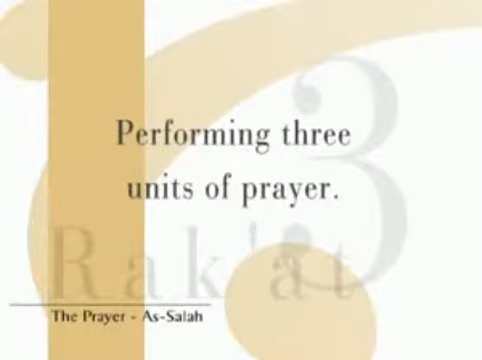 Performing three
units of prayer.
3
Rak'at
The Prayer - As-Salah